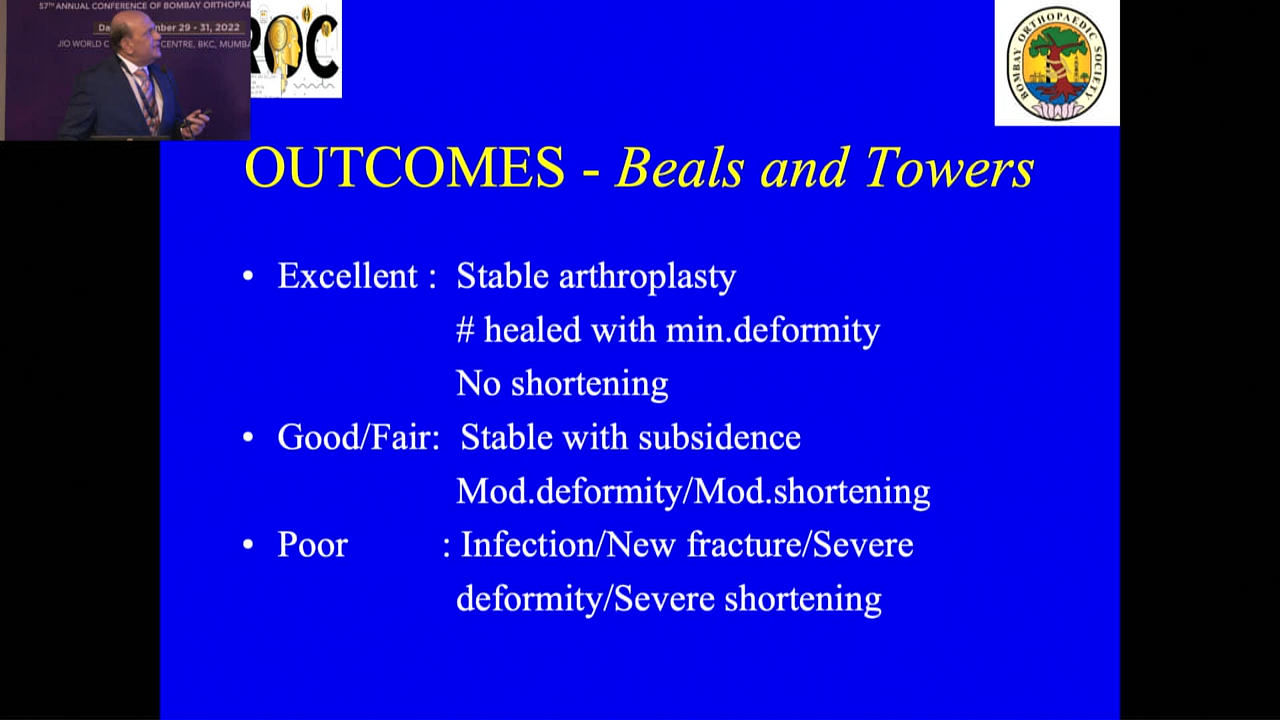 57TH ANNUAL CONFERENCE OF BOMBAY ORTHOPAE
ber 29 - 31, 2022
JIO WORLD C CENTRE, BKC, MUMBA
ROC
BOMBAY ORTHOPAEDIC SOCIETY
OUTCOMES - Beals and Towers
• Excellent : Stable arthroplasty
# healed with min.deformity
No shortening
• Good/Fair: Stable with subsidence
Mod.deformity/Mod.shortening
• Poor : Infection/New fracture/Severe
deformity/Severe shortening